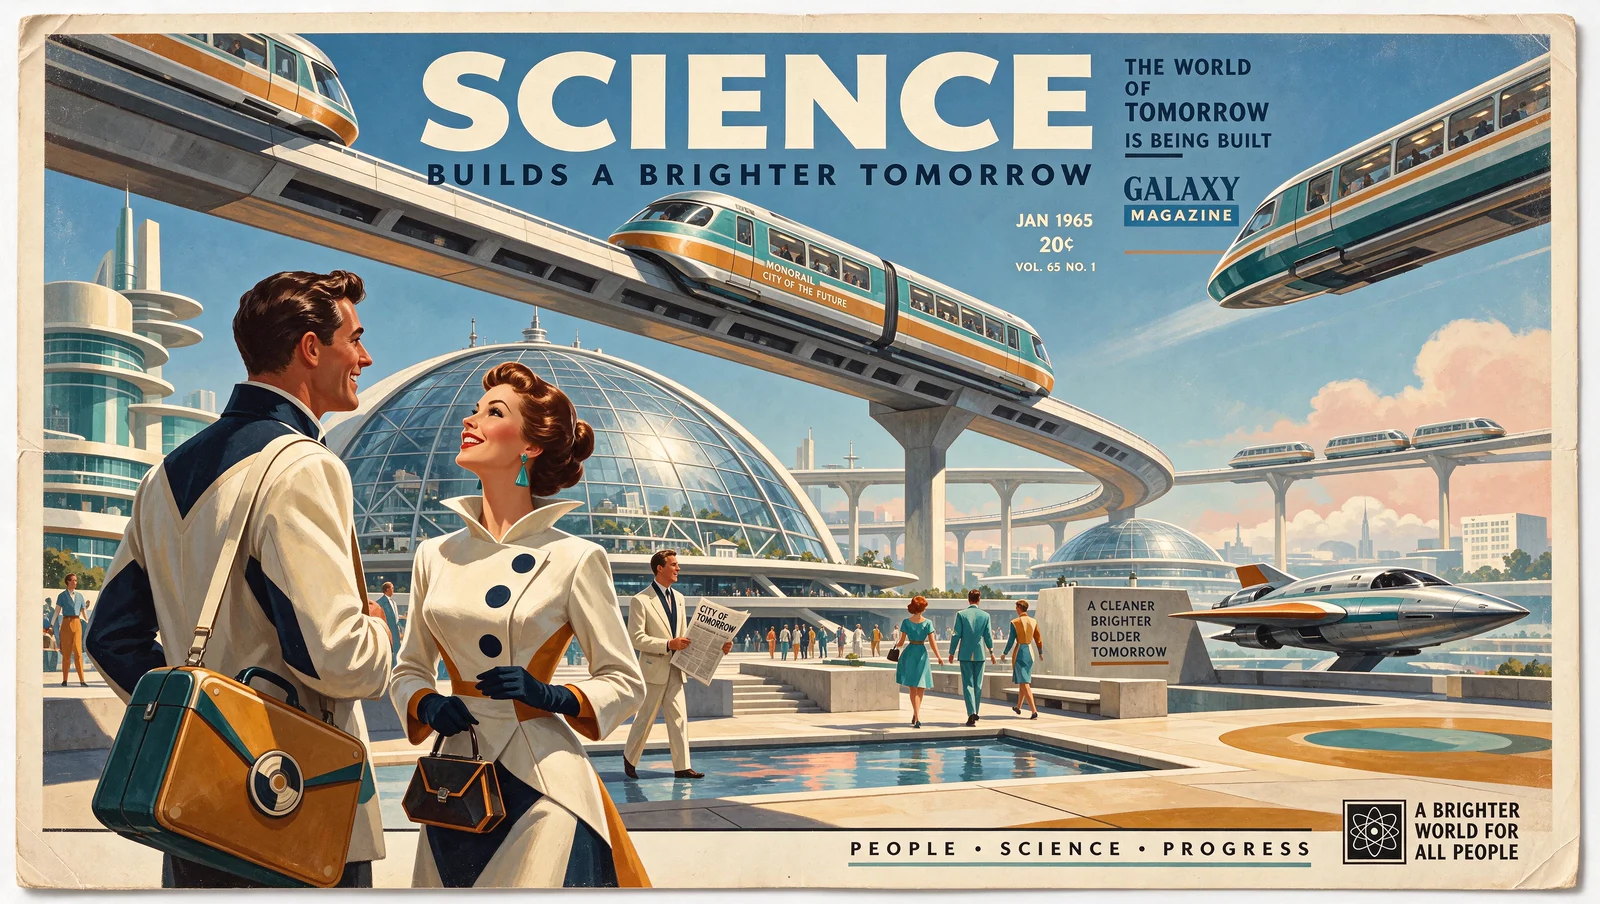 SCIENCE
BUILDS A BRIGHTER TOMORROW
THE WORLD
OF
TOMORROW
IS BEING BUILT
GALAXY
MAGAZINE
JAN 1965
20¢
VOL. 65 NO. 1
MONORAIL
CITY OF THE FUTURE
CITY OF
TOMORROW
A CLEANER
BRIGHTER
BOLDER
TOMORROW
PEOPLE • SCIENCE • PROGRESS
A BRIGHTER
WORLD FOR
ALL PEOPLE